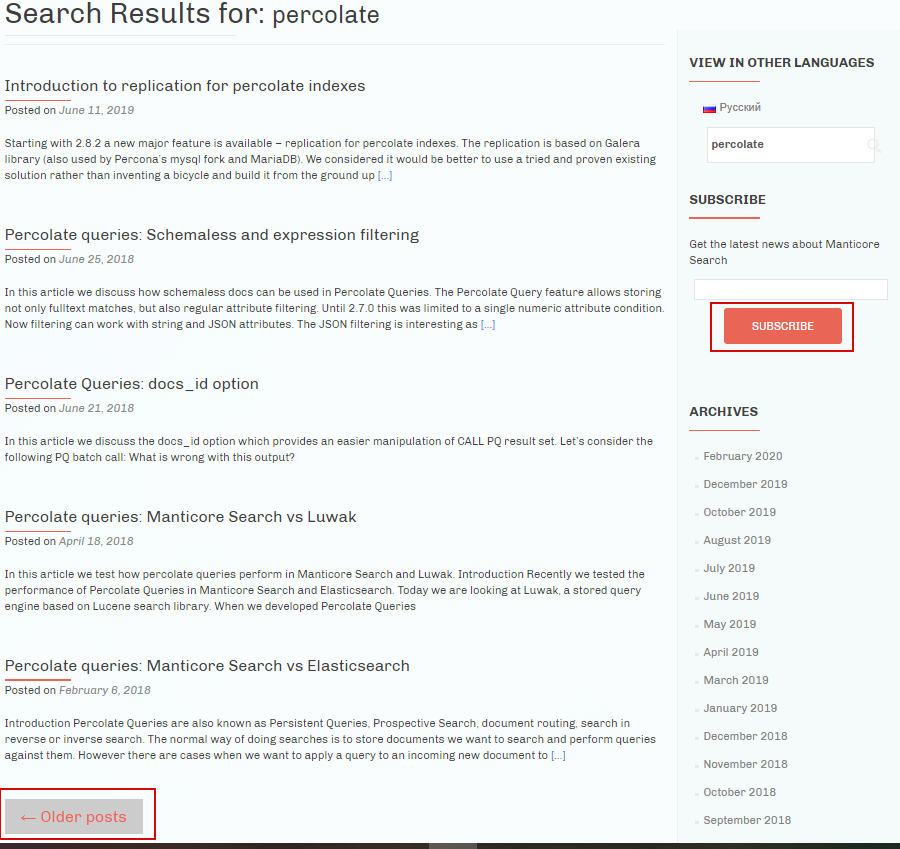 Search Results for: percolate
Introduction to replication for percolate indexes
Posted on June 11, 2019
Starting with 2.8.2 a new major feature is available – replication for percolate indexes. The replication is based on Galera
library (also used by Percona's mysql fork and MariaDB). We considered it would be better to use a tried and proven existing
solution rather than inventing a bicycle and build it from the ground up [...]
Percolate queries: Schemaless and expression filtering
Posted on June 25, 2018
In this article we discuss how schemaless docs can be used in Percolate Queries. The Percolate Query feature allows storing
not only fulltext matches, but also regular attribute filtering. Until 2.7.0 this was limited to a single numeric attribute condition.
Now filtering can work with string and JSON attributes. The JSON filtering is interesting as [...]
Percolate Queries: docs_id option
Posted on June 21, 2018
In this article we discuss the docs_id option which provides an easier manipulation of CALL PQ result set. Let's consider the
following PQ batch call: What is wrong with this output?
Percolate queries: Manticore Search vs Luwak
Posted on April 18, 2018
In this article we test how percolate queries perform in Manticore Search and Luwak. Introduction Recently we tested the
performance of Percolate Queries in Manticore Search and Elasticsearch. Today we are looking at Luwak, a stored query
engine based on Lucene search library. When we developed Percolate Queries
Percolate queries: Manticore Search vs Elasticsearch
Posted on February 6, 2018
Introduction Percolate Queries are also known as Persistent Queries, Prospective Search, document routing, search in
reverse or inverse search. The normal way of doing searches is to store documents we want to search and perform queries
against them. However there are cases when we want to apply a query to an incoming new document to [...]
← Older posts
VIEW IN OTHER LANGUAGES
Русский
percolate
SUBSCRIBE
Get the latest news about Manticore
Search
SUBSCRIBE
ARCHIVES
February 2020
December 2019
October 2019
August 2019
July 2019
June 2019
May 2019
April 2019
March 2019
January 2019
December 2018
November 2018
October 2018
September 2018